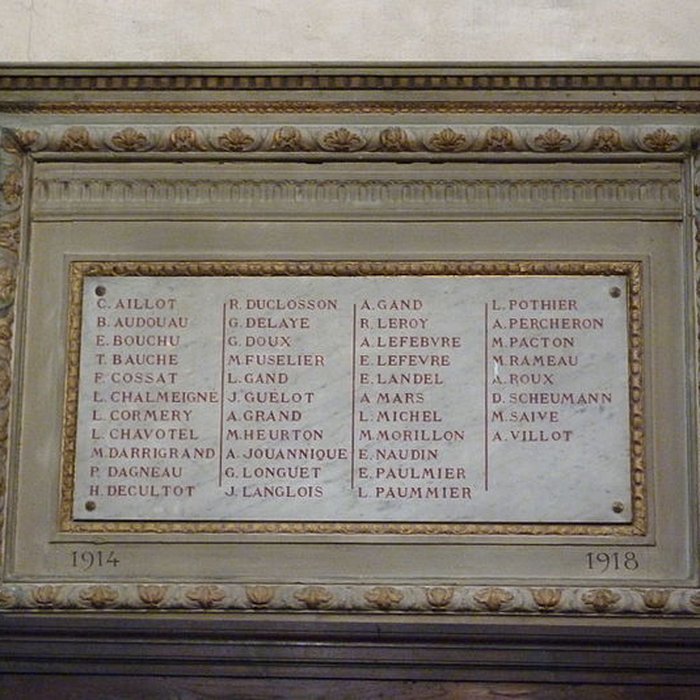 C. AILLOT
B. AUDOUAU
E. BOUCHU
T. BAUCHE
F. COSSAT
L. CHALMEIGNE
L. CORMERY
L. CHAVOTEL
M. DARRIGRAND
P. DAGNEAU
H. DECULTOT
R. DUCLOSSON
G. DELAYE
G. DOUX
M. FUSELIER
L. GAND
J. GUÉLOT
A. GRAND
M. HEURTON
A. JOUANNIQUE
G. LONGUET
J. LANGLOIS
A. GAND
R. LEROY
A. LEFEBVRE
E. LEFEVRE
E. LANDEL
A MARS
L. MICHEL
M. MORILLON
E. NAUDIN
E. PAULMIER
L. PAUMMIER
L. POTHIER
A. PERCHERON
M. PACTON
M. RAMEAU
A. ROUX
D. SCHEUMANN
M. SAIVE
A. VILLOT
1914 1918